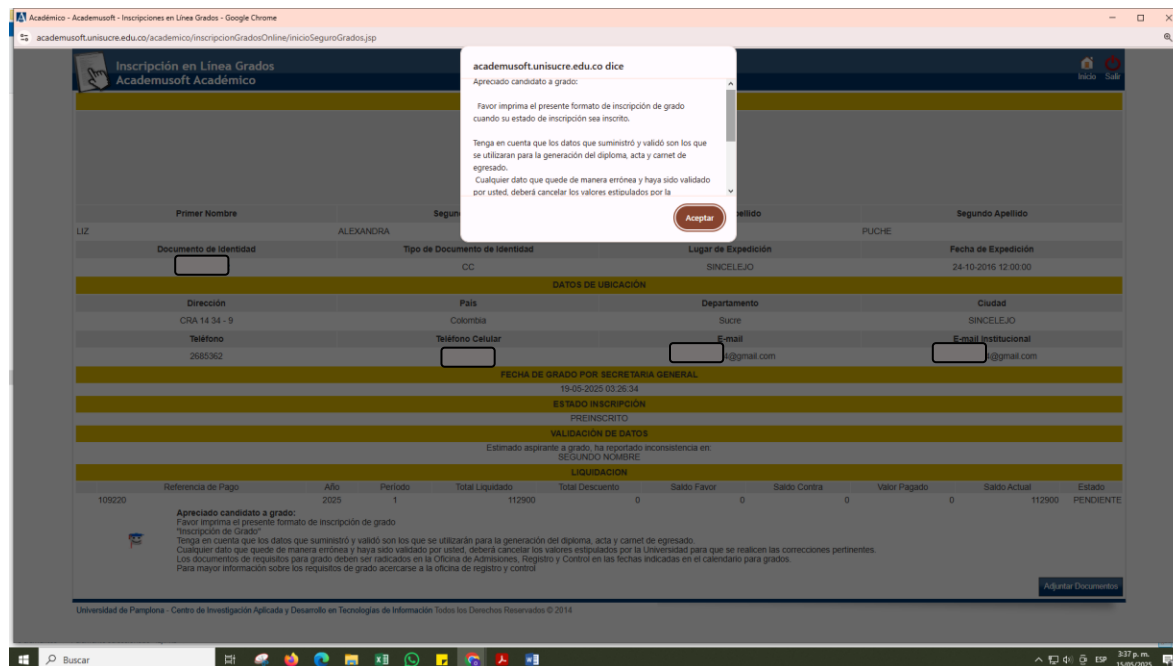 Académico - Academusoft - Inscripciones en Línea Grados - Google Chrome
academusoft.unisucre.edu.co/academico/inscripcionGradosOnline/inicioSeguroGrados.jsp
Inscripción en Línea Grados
Academusoft Académico
Inicio Salir
academusoft.unisucre.edu.co dice
Apreciado candidato a grado:
Favor imprima el presente formato de inscripción de grado
cuando su estado de inscripción sea inscrito.
Tenga en cuenta que los datos que suministró y validó son los que
se utilizaran para la generación del diploma, acta y carnet de
egresado.
Cualquier dato que quede de manera errónea y haya sido validado
por usted, deberá cancelar los valores estipulados por la
Aceptar
Primer Nombre Segun ellido Segundo Apellido
LIZ ALEXANDRA PUCHE
Documento de Identidad Tipo de Documento de Identidad Lugar de Expedición Fecha de Expedición
CC SINCELEJO 24-10-2016 12:00:00
DATOS DE UBICACIÓN
Dirección País Departamento Ciudad
CRA 14 34 - 9 Colombia Sucre SINCELEJO
Teléfono Teléfono Celular E-mail E-mail Institucional
2685362 @gmail.com @gmail.com
FECHA DE GRADO POR SECRETARIA GENERAL
19-05-2025 03:26:34
ESTADO INSCRIPCIÓN
PREINSCRITO
VALIDACIÓN DE DATOS
Estimado aspirante a grado, ha reportado inconsistencia en:
SEGUNDO NOMBRE
LIQUIDACION
Referencia de Pago Año Período Total Liquidado Total Descuento Saldo Favor Saldo Contra Valor Pagado Saldo Actual Estado
109220 2025 1 112900 0 0 0 0 112900 PENDIENTE
Apreciado candidato a grado:
Favor imprima el presente formato de inscripción de grado
"Inscripción de Grado"
Tenga en cuenta que los datos que suministró y validó son los que se utilizarán para la generación del diploma, acta y carnet de egresado.
Cualquier dato que quede de manera errónea y haya sido validado por usted, deberá cancelar los valores estipulados por la Universidad para que se realicen las correcciones pertinentes.
Los documentos de requisitos para grado deben ser radicados en la Oficina de Admisiones, Registro y Control en las fechas indicadas en el calendario para grados.
Para mayor información sobre los requisitos de grado acercarse a la oficina de registro y control
Adjuntar Documentos
Universidad de Pamplona - Centro de Investigación Aplicada y Desarrollo en Tecnologías de Información Todos los Derechos Reservados © 2014
Buscar
ESP
3:37 p. m.
15/05/2025